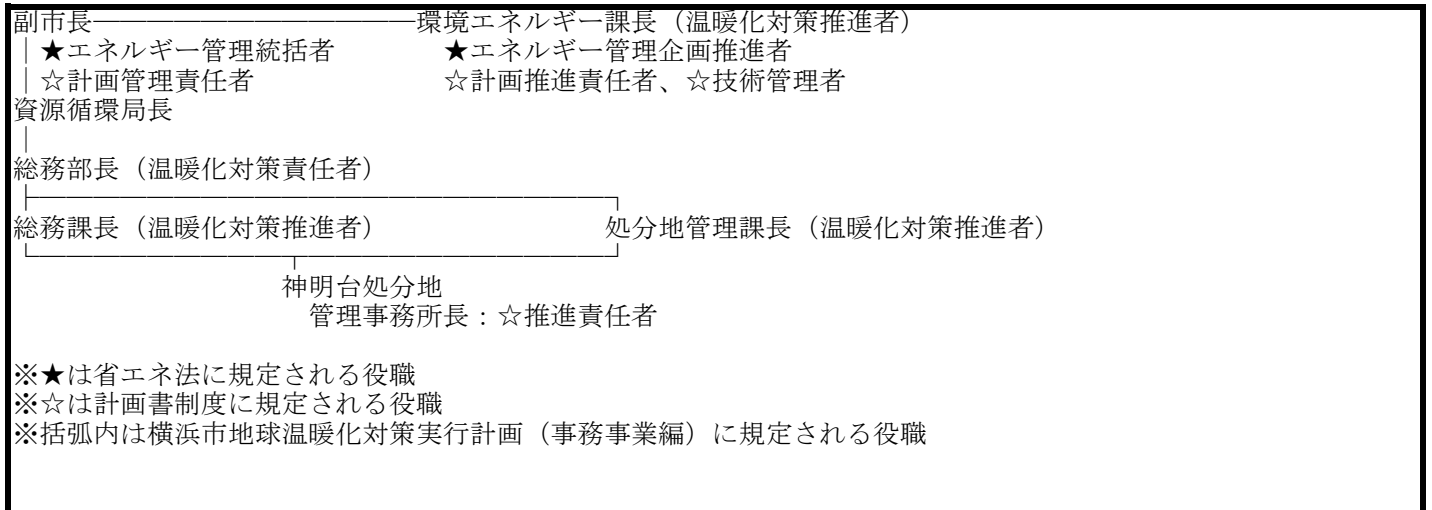 副市長―――――――――――――環境エネルギー課長（温暖化対策推進者）
｜★エネルギー管理統括者　　　　★エネルギー管理企画推進者
｜☆計画管理責任者　　　　　　　☆計画推進責任者、☆技術管理者
資源循環局長
｜
総務部長（温暖化対策責任者）
├―――――――――――――――――――――┐
総務課長（温暖化対策推進者）　　　　　　　　　処分地管理課長（温暖化対策推進者）
└――――――――――┬―――――――――――┘
神明台処分地
管理事務所長：☆推進責任者
※★は省エネ法に規定される役職
※☆は計画書制度に規定される役職
※括弧内は横浜市地球温暖化対策実行計画（事務事業編）に規定される役職